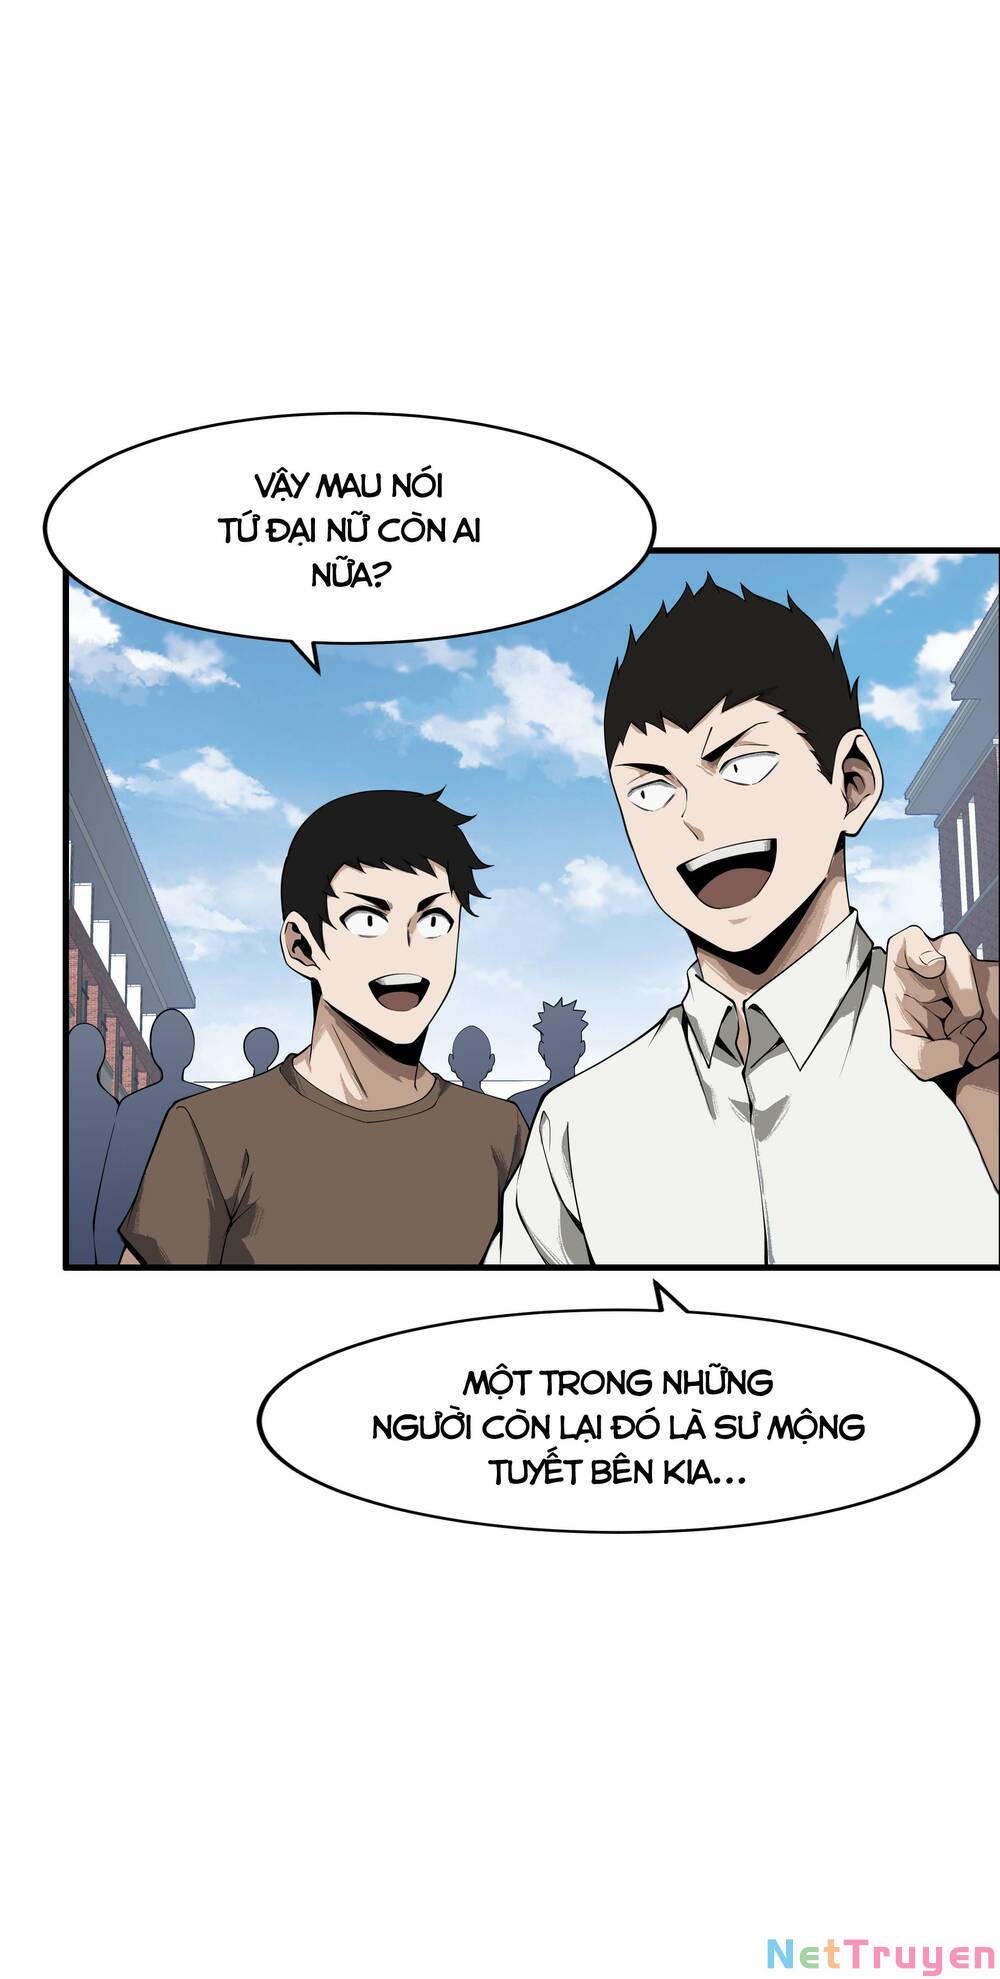 VẬY MAU NÓI
TỨ ĐẠI NỮ CÒN AI
NỮA?
MỘT TRONG NHỮNG
NGƯỜI CÒN LẠI ĐÓ LÀ SƯ MỘNG
TUYẾT BÊN KIA...
NetTruyen